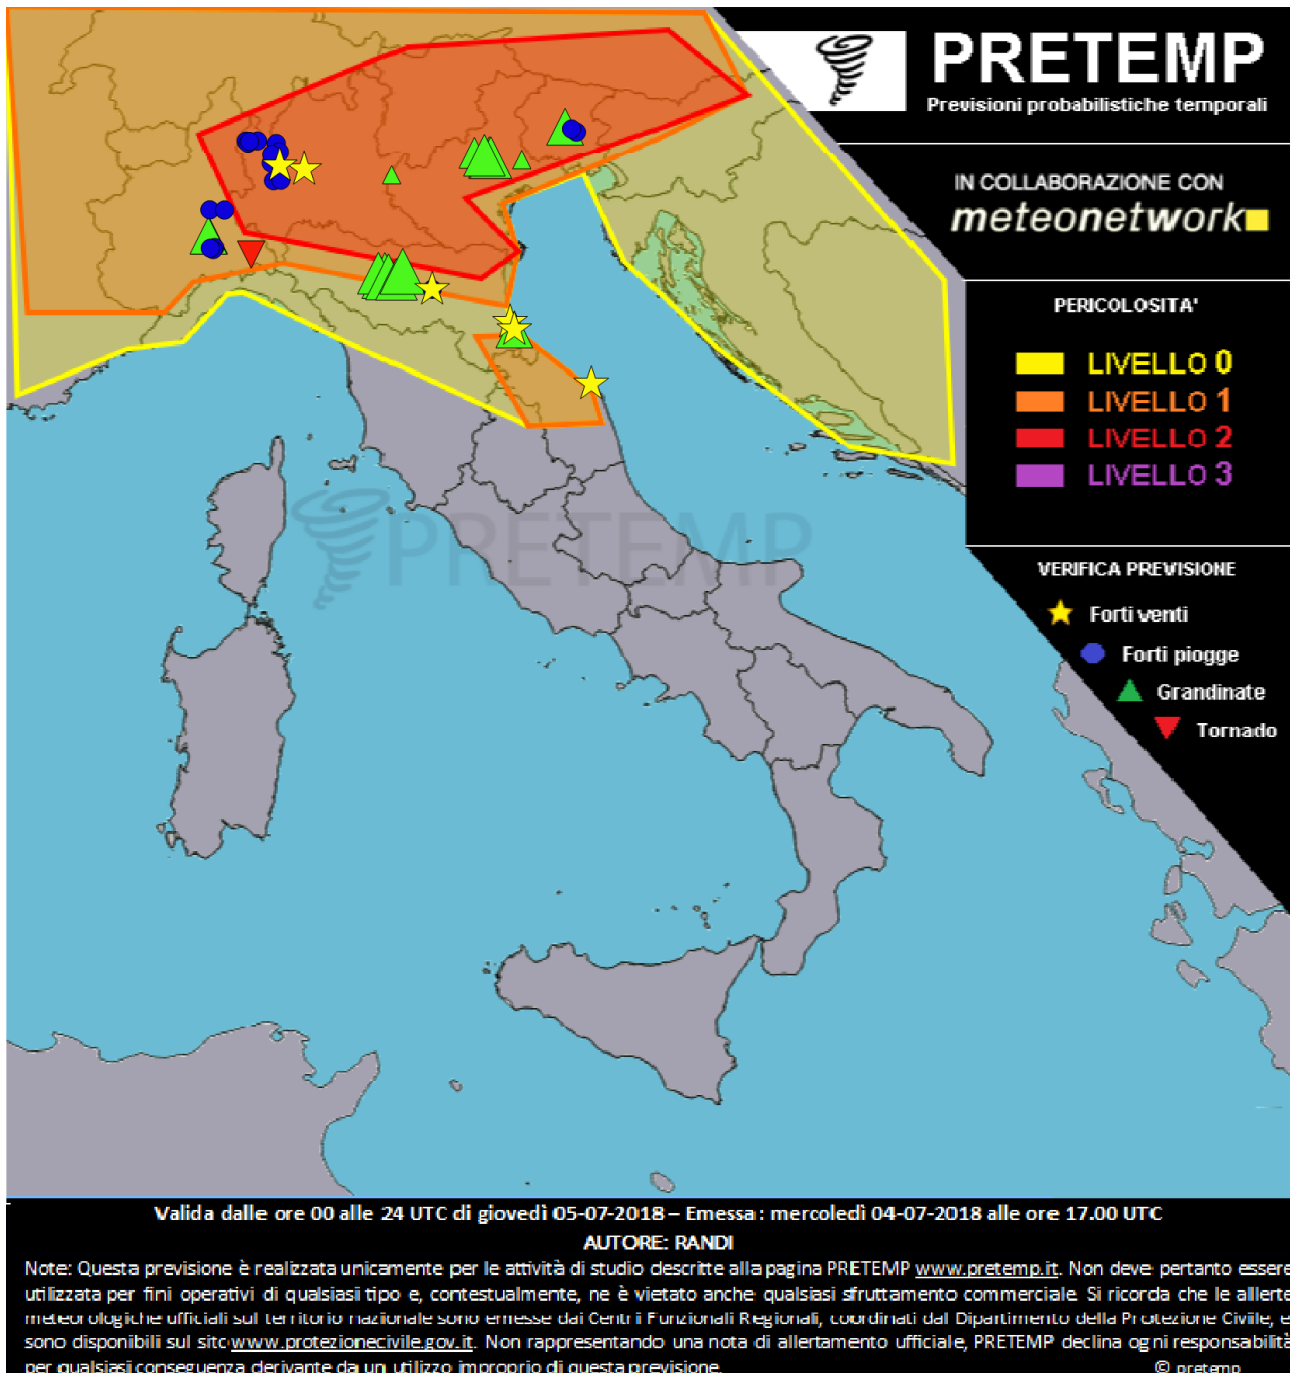 PRETEMP
Previsioni probabilistiche temporali
IN COLLABORAZIONE CON
meteonetwork
PERICOLOSITA'
LIVELLO 0
LIVELLO 1
LIVELLO 2
LIVELLO 3
PRETEMP
VERIFICA PREVISIONE
Forti venti
Forti piogge
Grandinate
Tornado
Valida dalle ore 00 alle 24 UTC di giovedì 05-07-2018 – Emessa: mercoledì 04-07-2018 alle ore 17.00 UTC
AUTORE: RANDI
Note: Questa previsione è realizzata unicamente per le attività di studio descritte alla pagina PRETEMP www.pretemp.it. Non deve pertanto essere
utilizzata per fini operativi di qualsiasi tipo e, contestualmente, ne è vietato anche qualsiasi sfruttamento commerciale. Si ricorda che le allerte
meteorologiche ufficiali sul territorio nazionale sono emesse dai Centri Funzionali Regionali, coordinati dal Dipartimento della Protezione Civile, e
sono disponibili sul sito www.protezionecivile.gov.it. Non rappresentando una nota di allertamento ufficiale, PRETEMP declina ogni responsabilità
per qualsiasi conseguenza derivante da un utilizzo improprio di questa previsione.
© pretemp